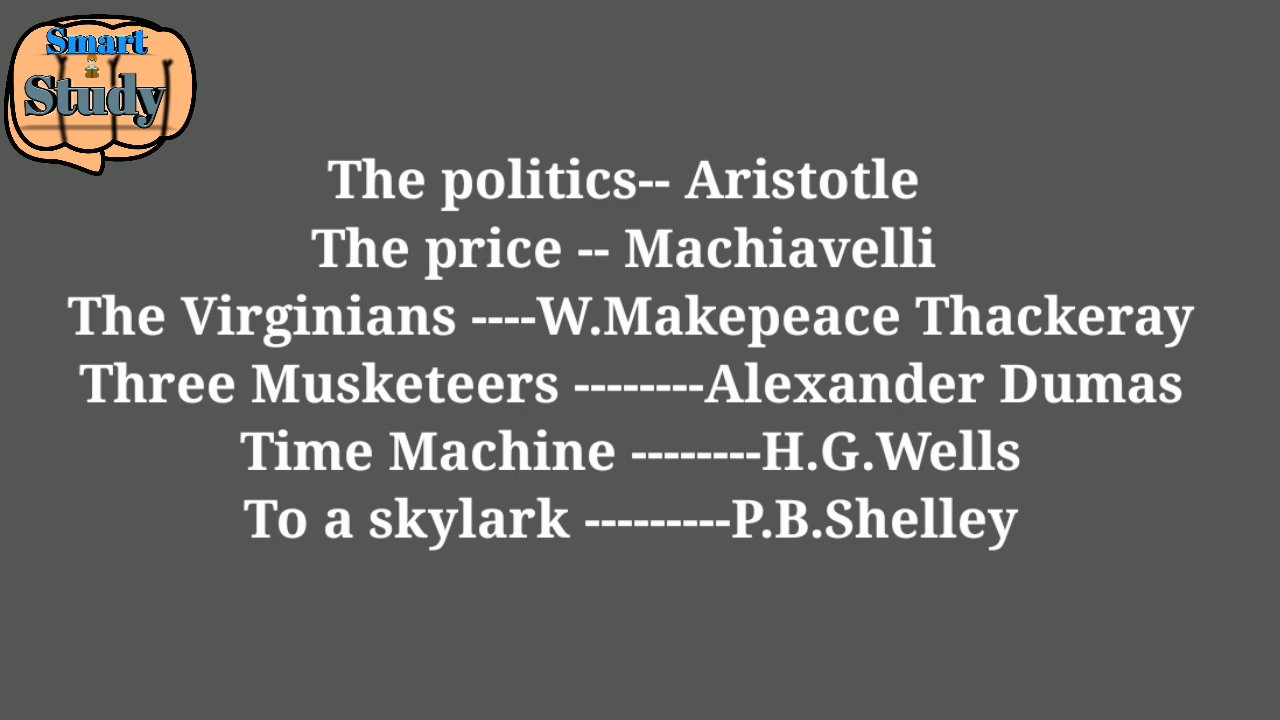 Smart
Study
The politics-- Aristotle
The price -- Machiavelli
The Virginians ----W.Makepeace Thackeray
Three Musketeers --------Alexander Dumas
Time Machine --------H.G.Wells
To a skylark ---------P.B.Shelley